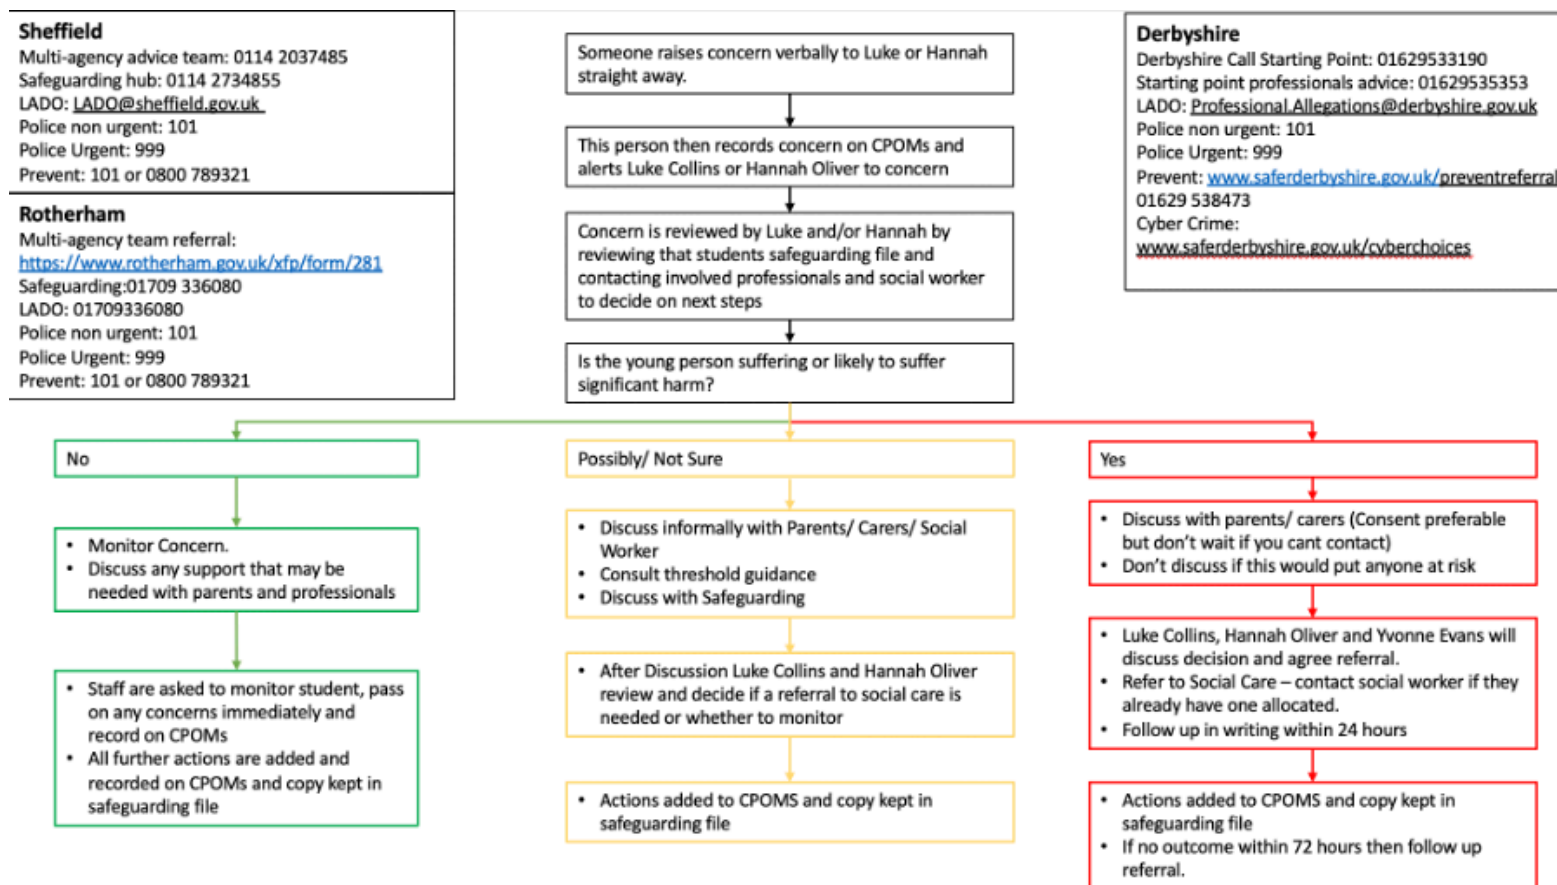 Sheffield
Multi-agency advice team: 0114 2037485
Safeguarding hub: 0114 2734855
LADO: LADO@sheffield.gov.uk
Police non urgent: 101
Police Urgent: 999
Prevent: 101 or 0800 789321
Rotherham
Multi-agency team referral:
https://www.rotherham.gov.uk/xfp/form/281
Safeguarding:01709 336080
LADO: 01709336080
Police non urgent: 101
Police Urgent: 999
Prevent: 101 or 0800 789321
Someone raises concern verbally to Luke or Hannah
straight away.
This person then records concern on CPOMs and
alerts Luke Collins or Hannah Oliver to concern
Concern is reviewed by Luke and/or Hannah by
reviewing that students safeguarding file and
contacting involved professionals and social worker
to decide on next steps
Is the young person suffering or likely to suffer
significant harm?
Derbyshire
Derbyshire Call Starting Point: 01629533190
Starting point professionals advice: 01629535353
LADO: Professional.Allegations@derbyshire.gov.uk
Police non urgent: 101
Police Urgent: 999
Prevent: www.saferderbyshire.gov.uk/preventreferral
01629 538473
Cyber Crime:
www.saferderbyshire.gov.uk/cyberchoices
No
• Monitor Concern.
• Discuss any support that may be
needed with parents and professionals
• Staff are asked to monitor student, pass
on any concerns immediately and
record on CPOMs
• All further actions are added and
recorded on CPOMs and copy kept in
safeguarding file
Possibly/ Not Sure
• Discuss informally with Parents/ Carers/ Social
Worker
• Consult threshold guidance
• Discuss with Safeguarding
• After Discussion Luke Collins and Hannah Oliver
review and decide if a referral to social care is
needed or whether to monitor
• Actions added to CPOMS and copy kept in
safeguarding file
Yes
• Discuss with parents/ carers (Consent preferable
but don't wait if you cant contact)
• Don't discuss if this would put anyone at risk
• Luke Collins, Hannah Oliver and Yvonne Evans will
discuss decision and agree referral.
• Refer to Social Care – contact social worker if they
already have one allocated.
• Follow up in writing within 24 hours
• Actions added to CPOMS and copy kept in
safeguarding file
• If no outcome within 72 hours then follow up
referral.